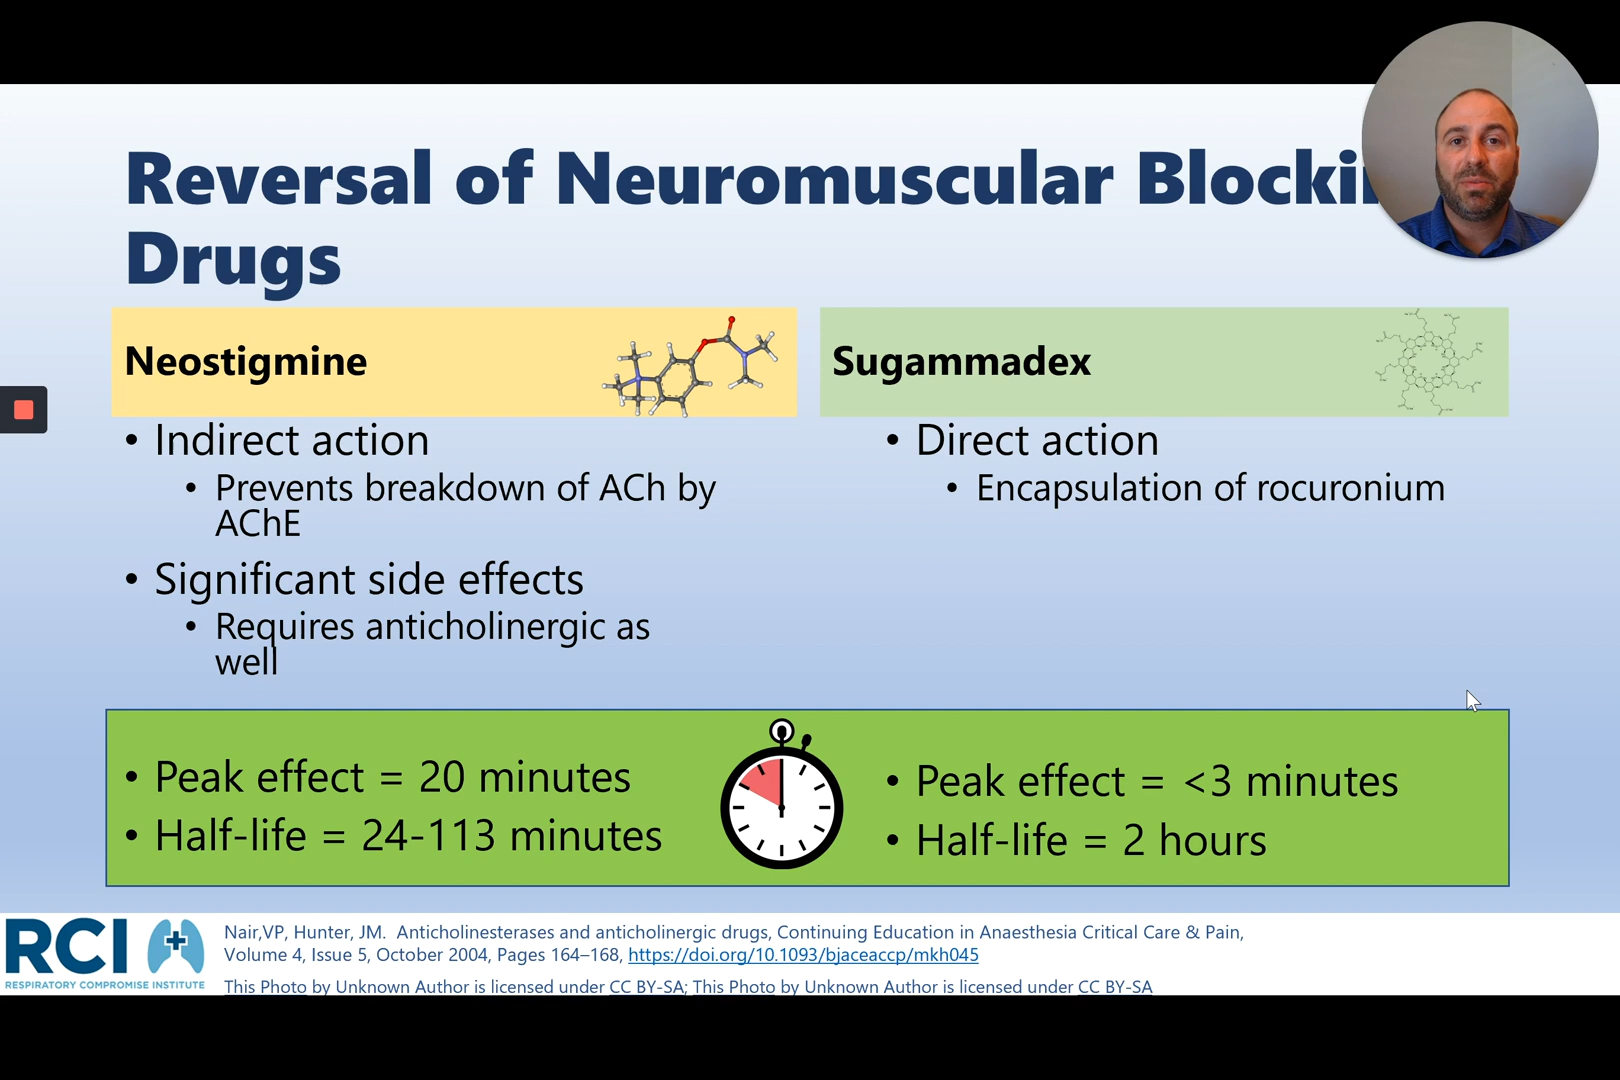 Reversal of Neuromuscular Blocki
Drugs
Neostigmine
• Indirect action
• Prevents breakdown of ACh by
AChE
• Significant side effects
• Requires anticholinergic as
well
Sugammadex
• Direct action
• Encapsulation of rocuronium
• Peak effect = 20 minutes
• Half-life = 24-113 minutes
• Peak effect = <3 minutes
• Half-life = 2 hours
RCI
RESPIRATORY COMPROMISE INSTITUTE
Nair,VP, Hunter, JM. Anticholinesterases and anticholinergic drugs, Continuing Education in Anaesthesia Critical Care & Pain,
Volume 4, Issue 5, October 2004, Pages 164–168, https://doi.org/10.1093/bjaceaccp/mkh045
This Photo by Unknown Author is licensed under CC BY-SA; This Photo by Unknown Author is licensed under CC BY-SA